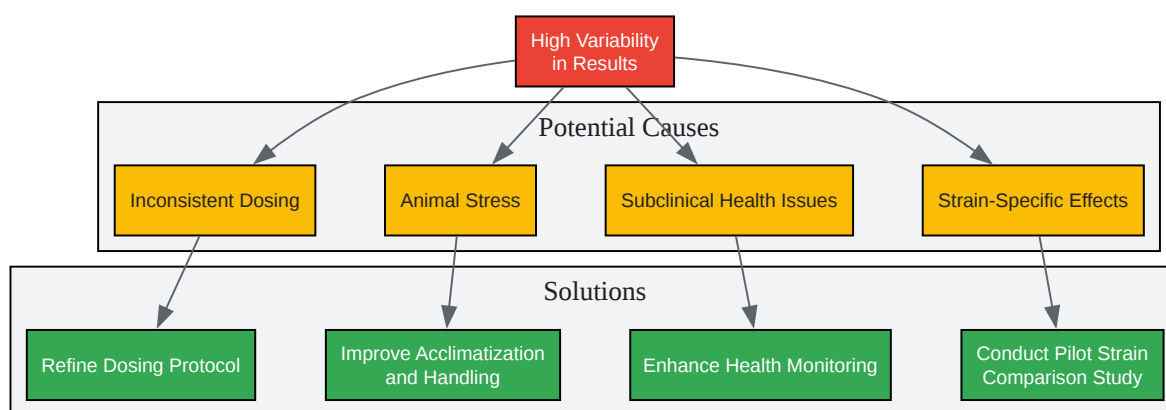 High Variability
in Results
Potential Causes
Inconsistent Dosing
Animal Stress
Subclinical Health Issues
Strain-Specific Effects
Solutions
Refine Dosing Protocol
Improve Acclimatization
and Handling
Enhance Health Monitoring
Conduct Pilot Strain
Comparison Study